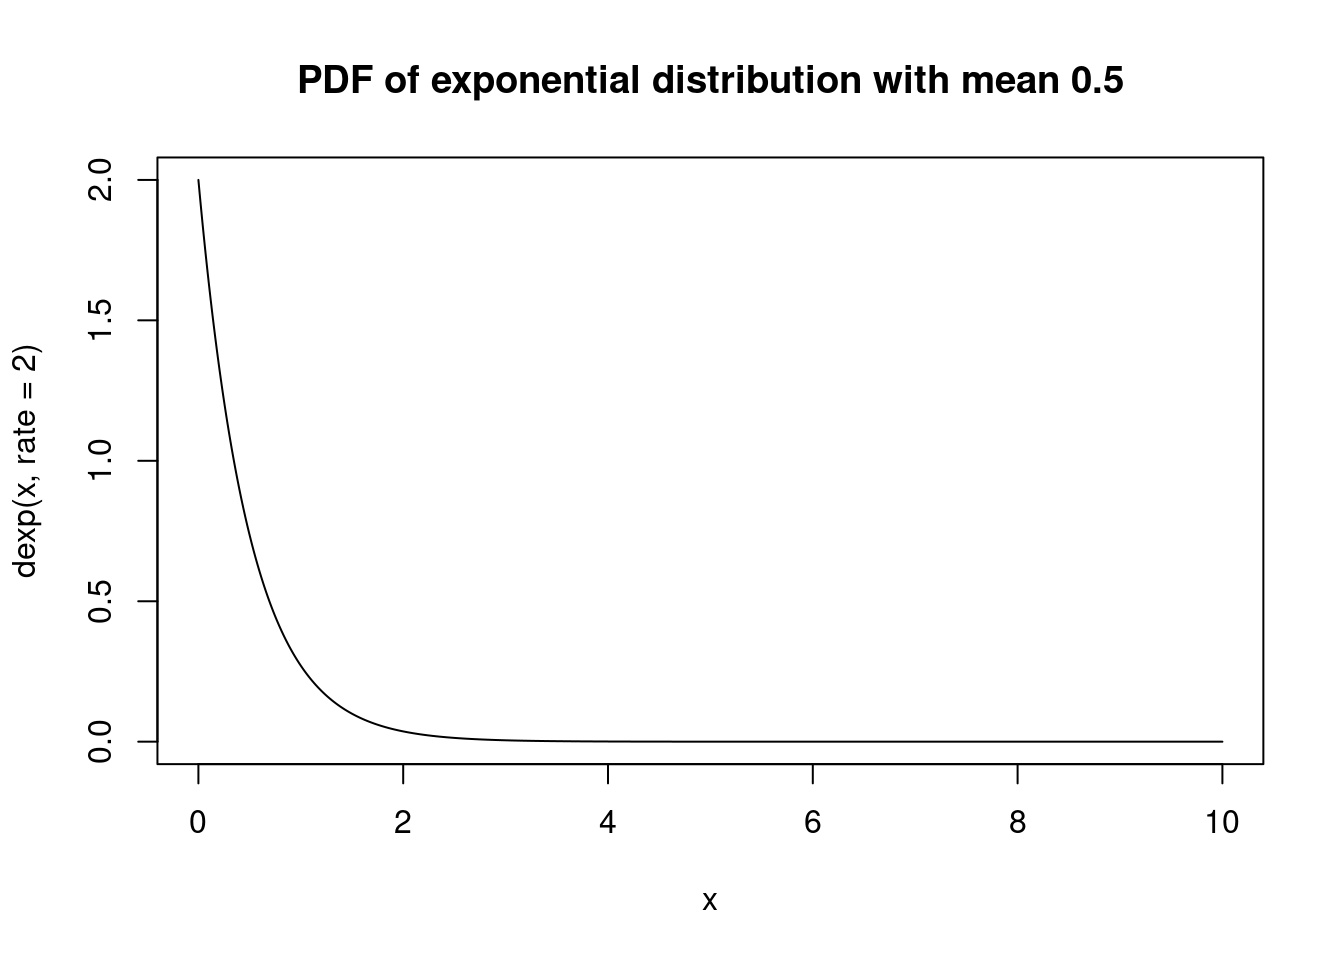 PDF of exponential distribution with mean 0.5
dexp(x, rate = 2)
2.0
1.5
1.0
0.5
0.0
0 2 4 6 8 10
x